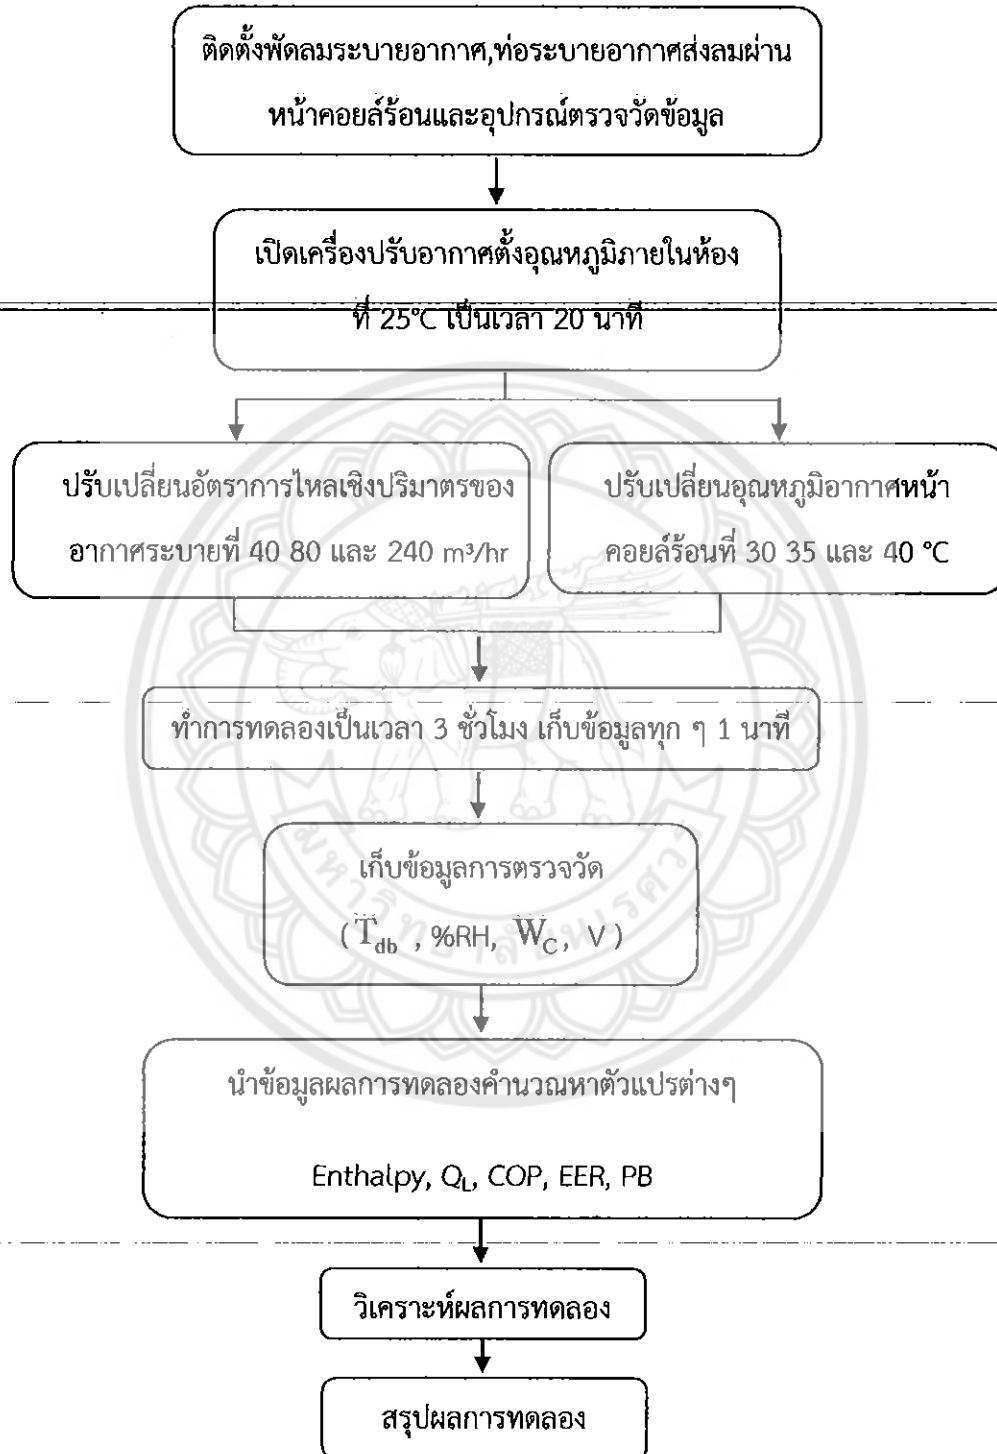 ติดตั้งพัดลมระบายอากาศ,ท่อระบายอากาศส่งลมผ่าน
หน้าคอยล์ร้อนและอุปกรณ์ตรวจวัดข้อมูล
เปิดเครื่องปรับอากาศตั้งอุณหภูมิภายในห้อง
ที่ 25°C เป็นเวลา 20 นาที
ปรับเปลี่ยนอัตราการไหลเชิงปริมาตรของ
อากาศระบายที่ 40 80 และ 240 m³/hr
ปรับเปลี่ยนอุณหภูมิอากาศหน้า
คอยล์ร้อนที่ 30 35 และ 40 °C
ทำการทดลองเป็นเวลา 3 ชั่วโมง เก็บข้อมูลทุก ๆ 1 นาที
เก็บข้อมูลการตรวจวัด
( T_db , %RH, W_C, V )
มหาวิทยาลัยนเรศวร
นำข้อมูลผลการทดลองคำนวณหาตัวแปรต่างๆ
Enthalpy, Q_L, COP, EER, PB
วิเคราะห์ผลการทดลอง
สรุปผลการทดลอง